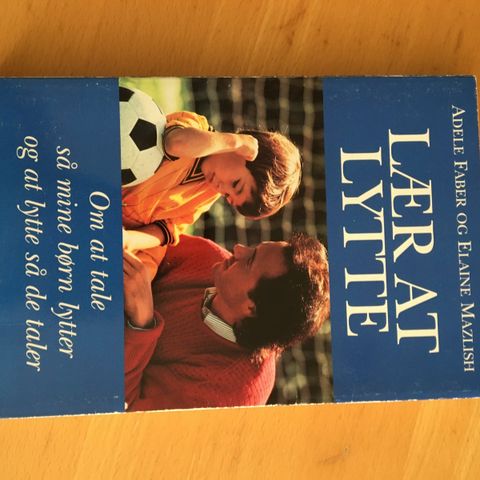 ADELE FABER OG ELAINE MAZLISH
LÆR AT
LYTTE
Om at tale
så mine børn lytter
og at lytte så de taler